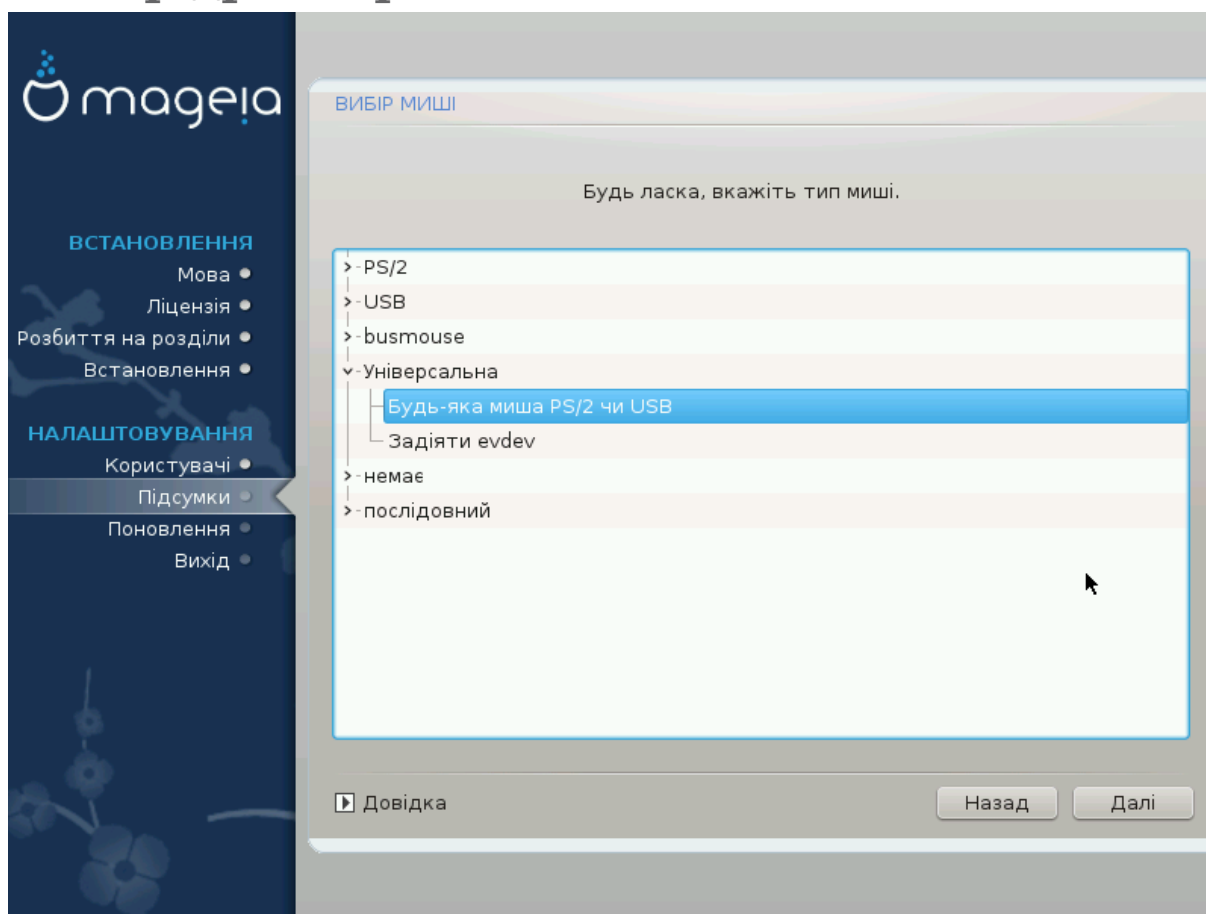 mageia
ВИБІР МИШІ
Будь ласка, вкажіть тип миші.
ВСТАНОВЛЕННЯ
Мова
Ліцензія
Розбиття на розділи
Встановлення
НАЛАШТОВУВАННЯ
Користувачі
Підсумки
Поновлення
Вихід
PS/2
USB
busmouse
Універсальна
Будь-яка миша PS/2 чи USB
Задіяти evdev
немає
послідовний
Довідка
Назад
Далі